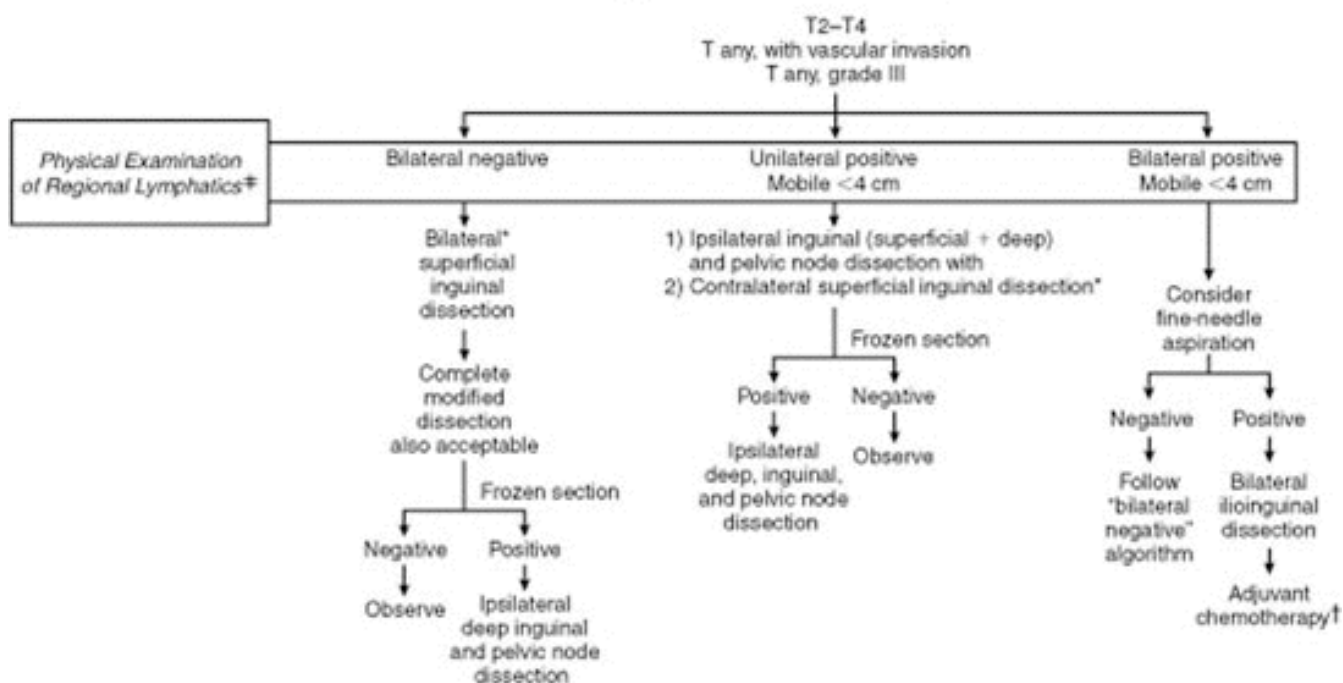 T2–T4
T any, with vascular invasion
T any, grade III
Physical Examination
of Regional Lymphatics‡
Bilateral negative
Unilateral positive
Mobile <4 cm
Bilateral positive
Mobile <4 cm
Bilateral*
superficial
inguinal
dissection
Complete
modified
dissection
also acceptable
Frozen section
Negative
Positive
Observe
Ipsilateral
deep inguinal
and pelvic node
dissection
1) Ipsilateral inguinal (superficial + deep)
and pelvic node dissection with
2) Contralateral superficial inguinal dissection*
Frozen section
Positive
Negative
Ipsilateral
deep, inguinal,
and pelvic node
dissection
Observe
Consider
fine-needle
aspiration
Negative
Positive
Follow
"bilateral
negative"
algorithm
Bilateral
ilioinguinal
dissection
Adjuvant
chemotherapy†